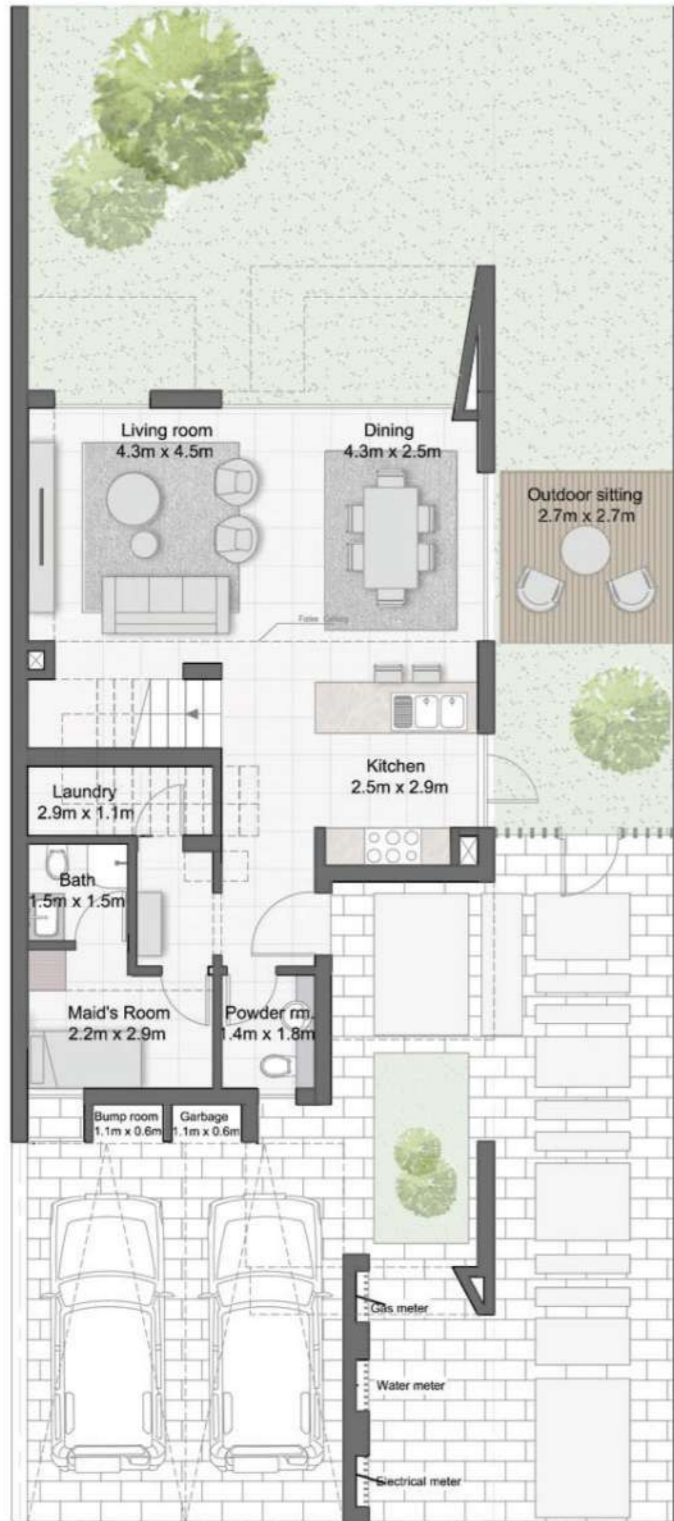 Living room
4.3m x 4.5m
Dining
4.3m x 2.5m
Outdoor sitting
2.7m x 2.7m
False Ceiling
Kitchen
2.5m x 2.9m
Laundry
2.9m x 1.1m
Bath
1.5m x 1.5m
Maid's Room
2.2m x 2.9m
Powder rm.
1.4m x 1.8m
Bump room
1.1m x 0.6m
Garbage
1.1m x 0.6m
Gas meter
Water meter
Electrical meter